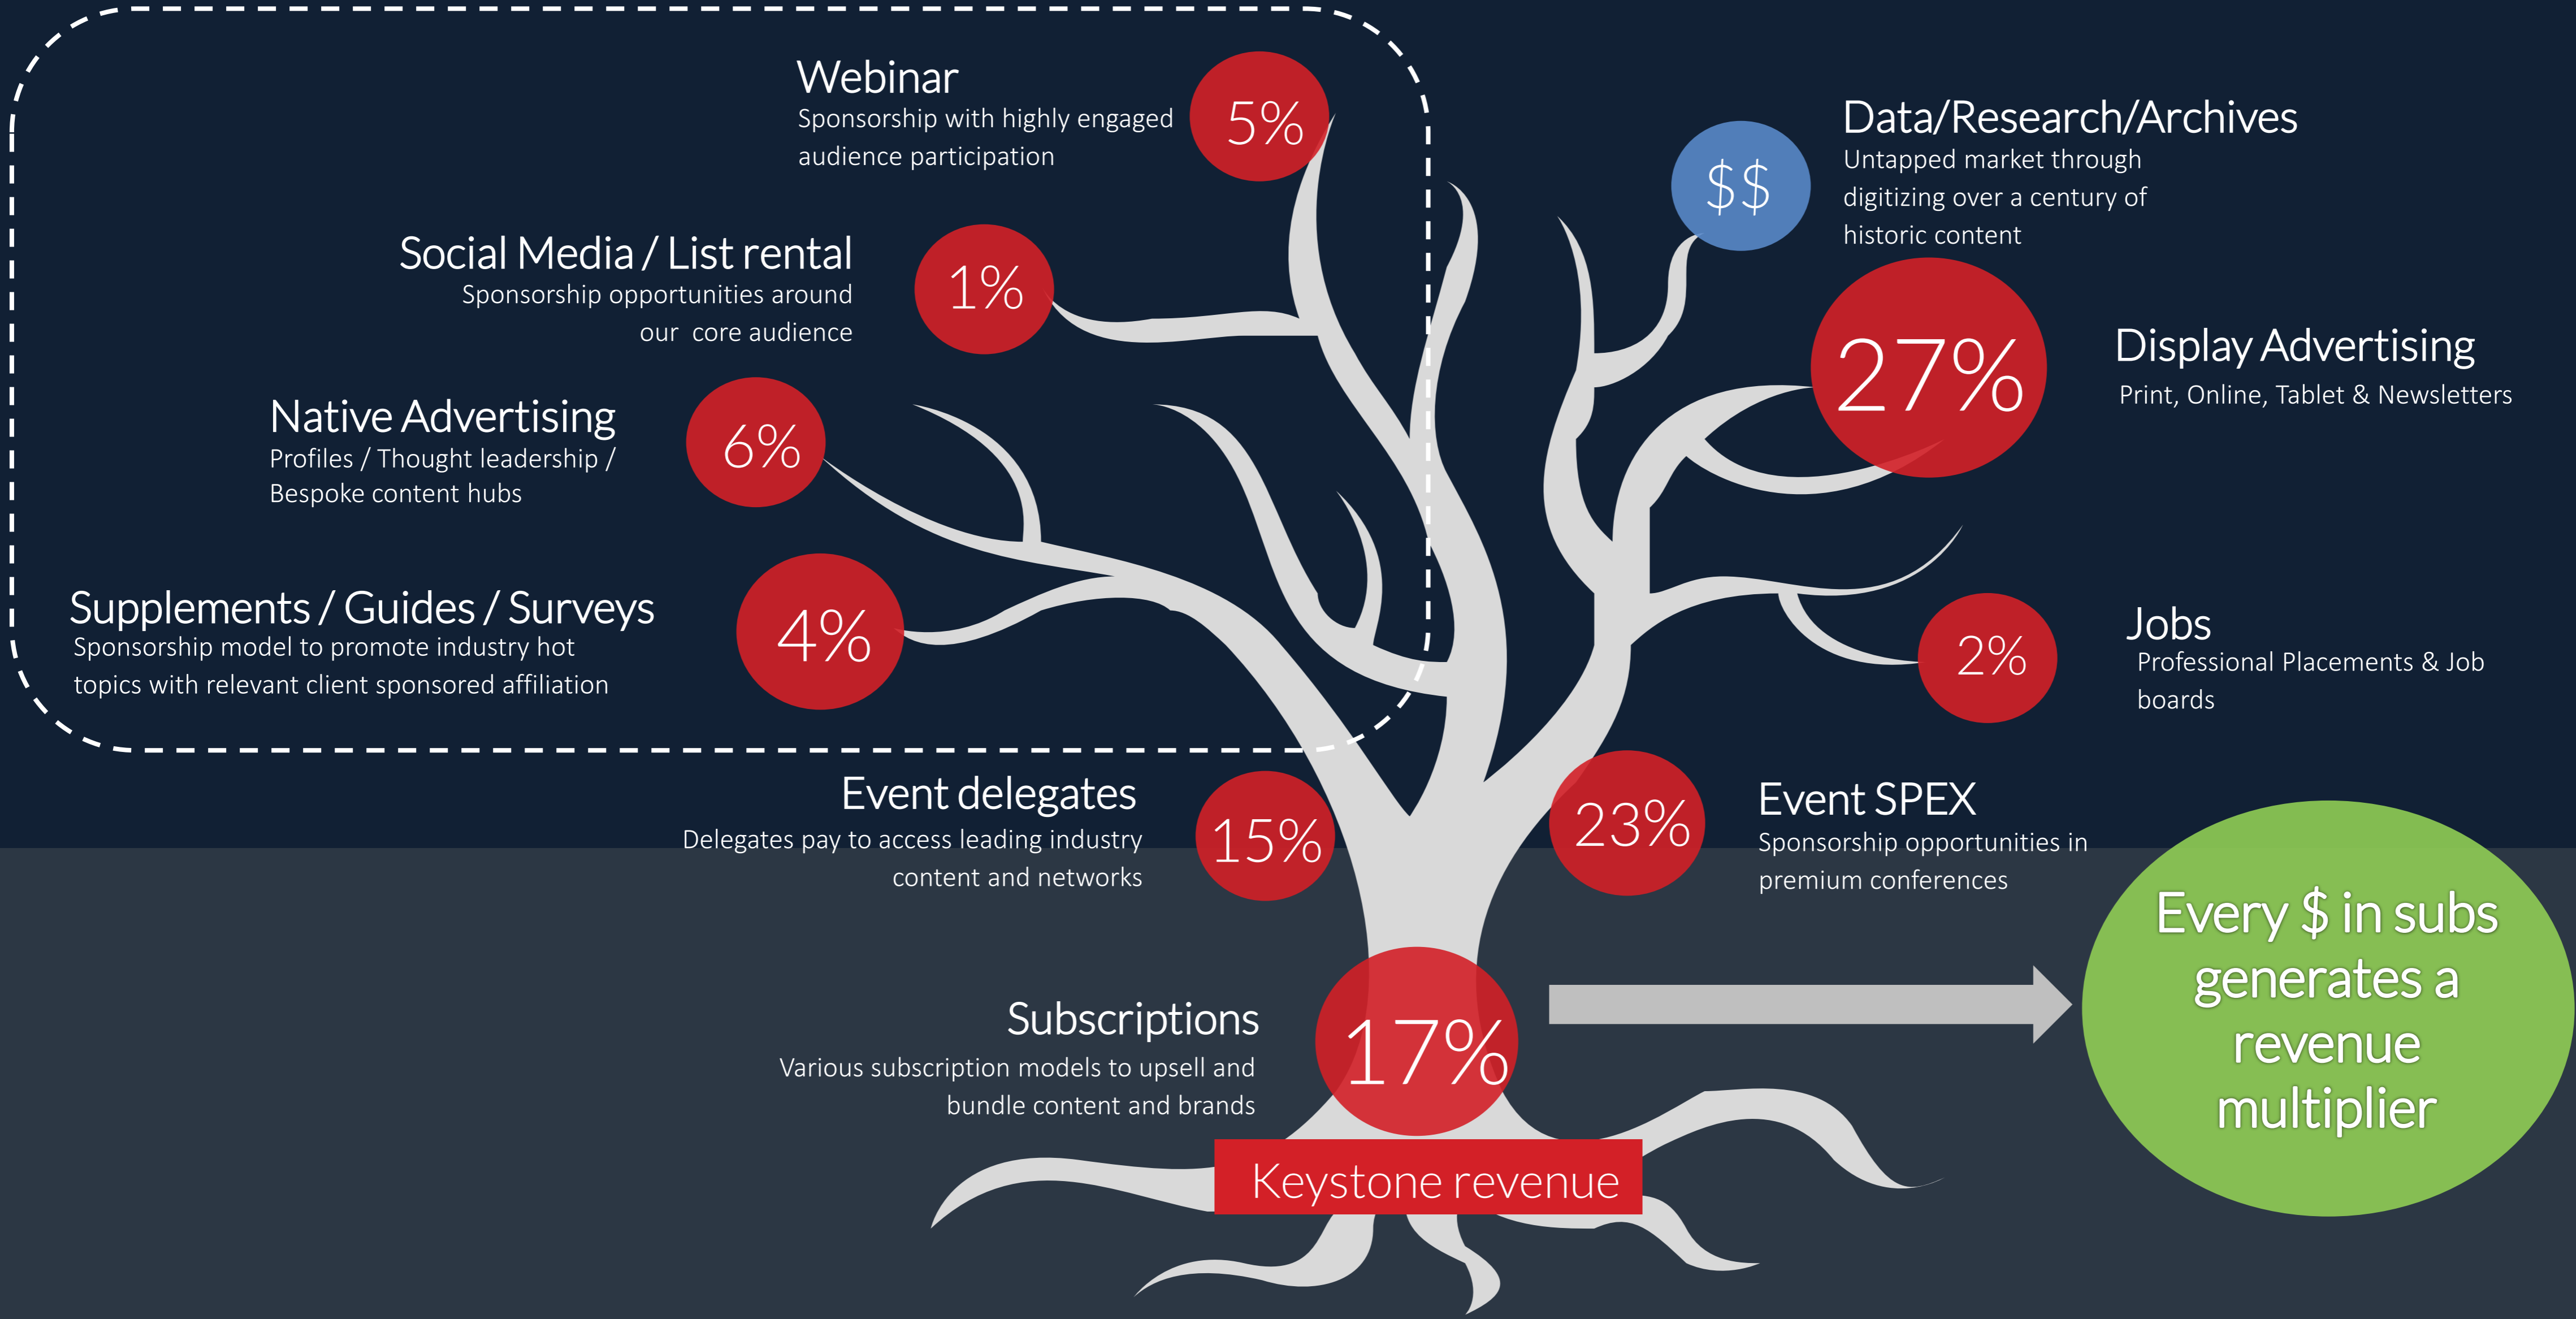 Webinar
Sponsorship with highly engaged
audience participation
5%
Social Media / List rental
Sponsorship opportunities around
our  core audience
1%
Native Advertising
Profiles / Thought leadership /
Bespoke content hubs
6%
Supplements / Guides / Surveys
Sponsorship model to promote industry hot
topics with relevant client sponsored affiliation
4%
$$
Data/Research/Archives
Untapped market through
digitizing over a century of
historic content
27%
Display Advertising
Print, Online, Tablet & Newsletters
2%
Jobs
Professional Placements & Job
boards
Event delegates
Delegates pay to access leading industry
content and networks
15%
23%
Event SPEX
Sponsorship opportunities in
premium conferences
Subscriptions
Various subscription models to upsell and
bundle content and brands
17%
Keystone revenue
Every $ in subs
generates a
revenue
multiplier